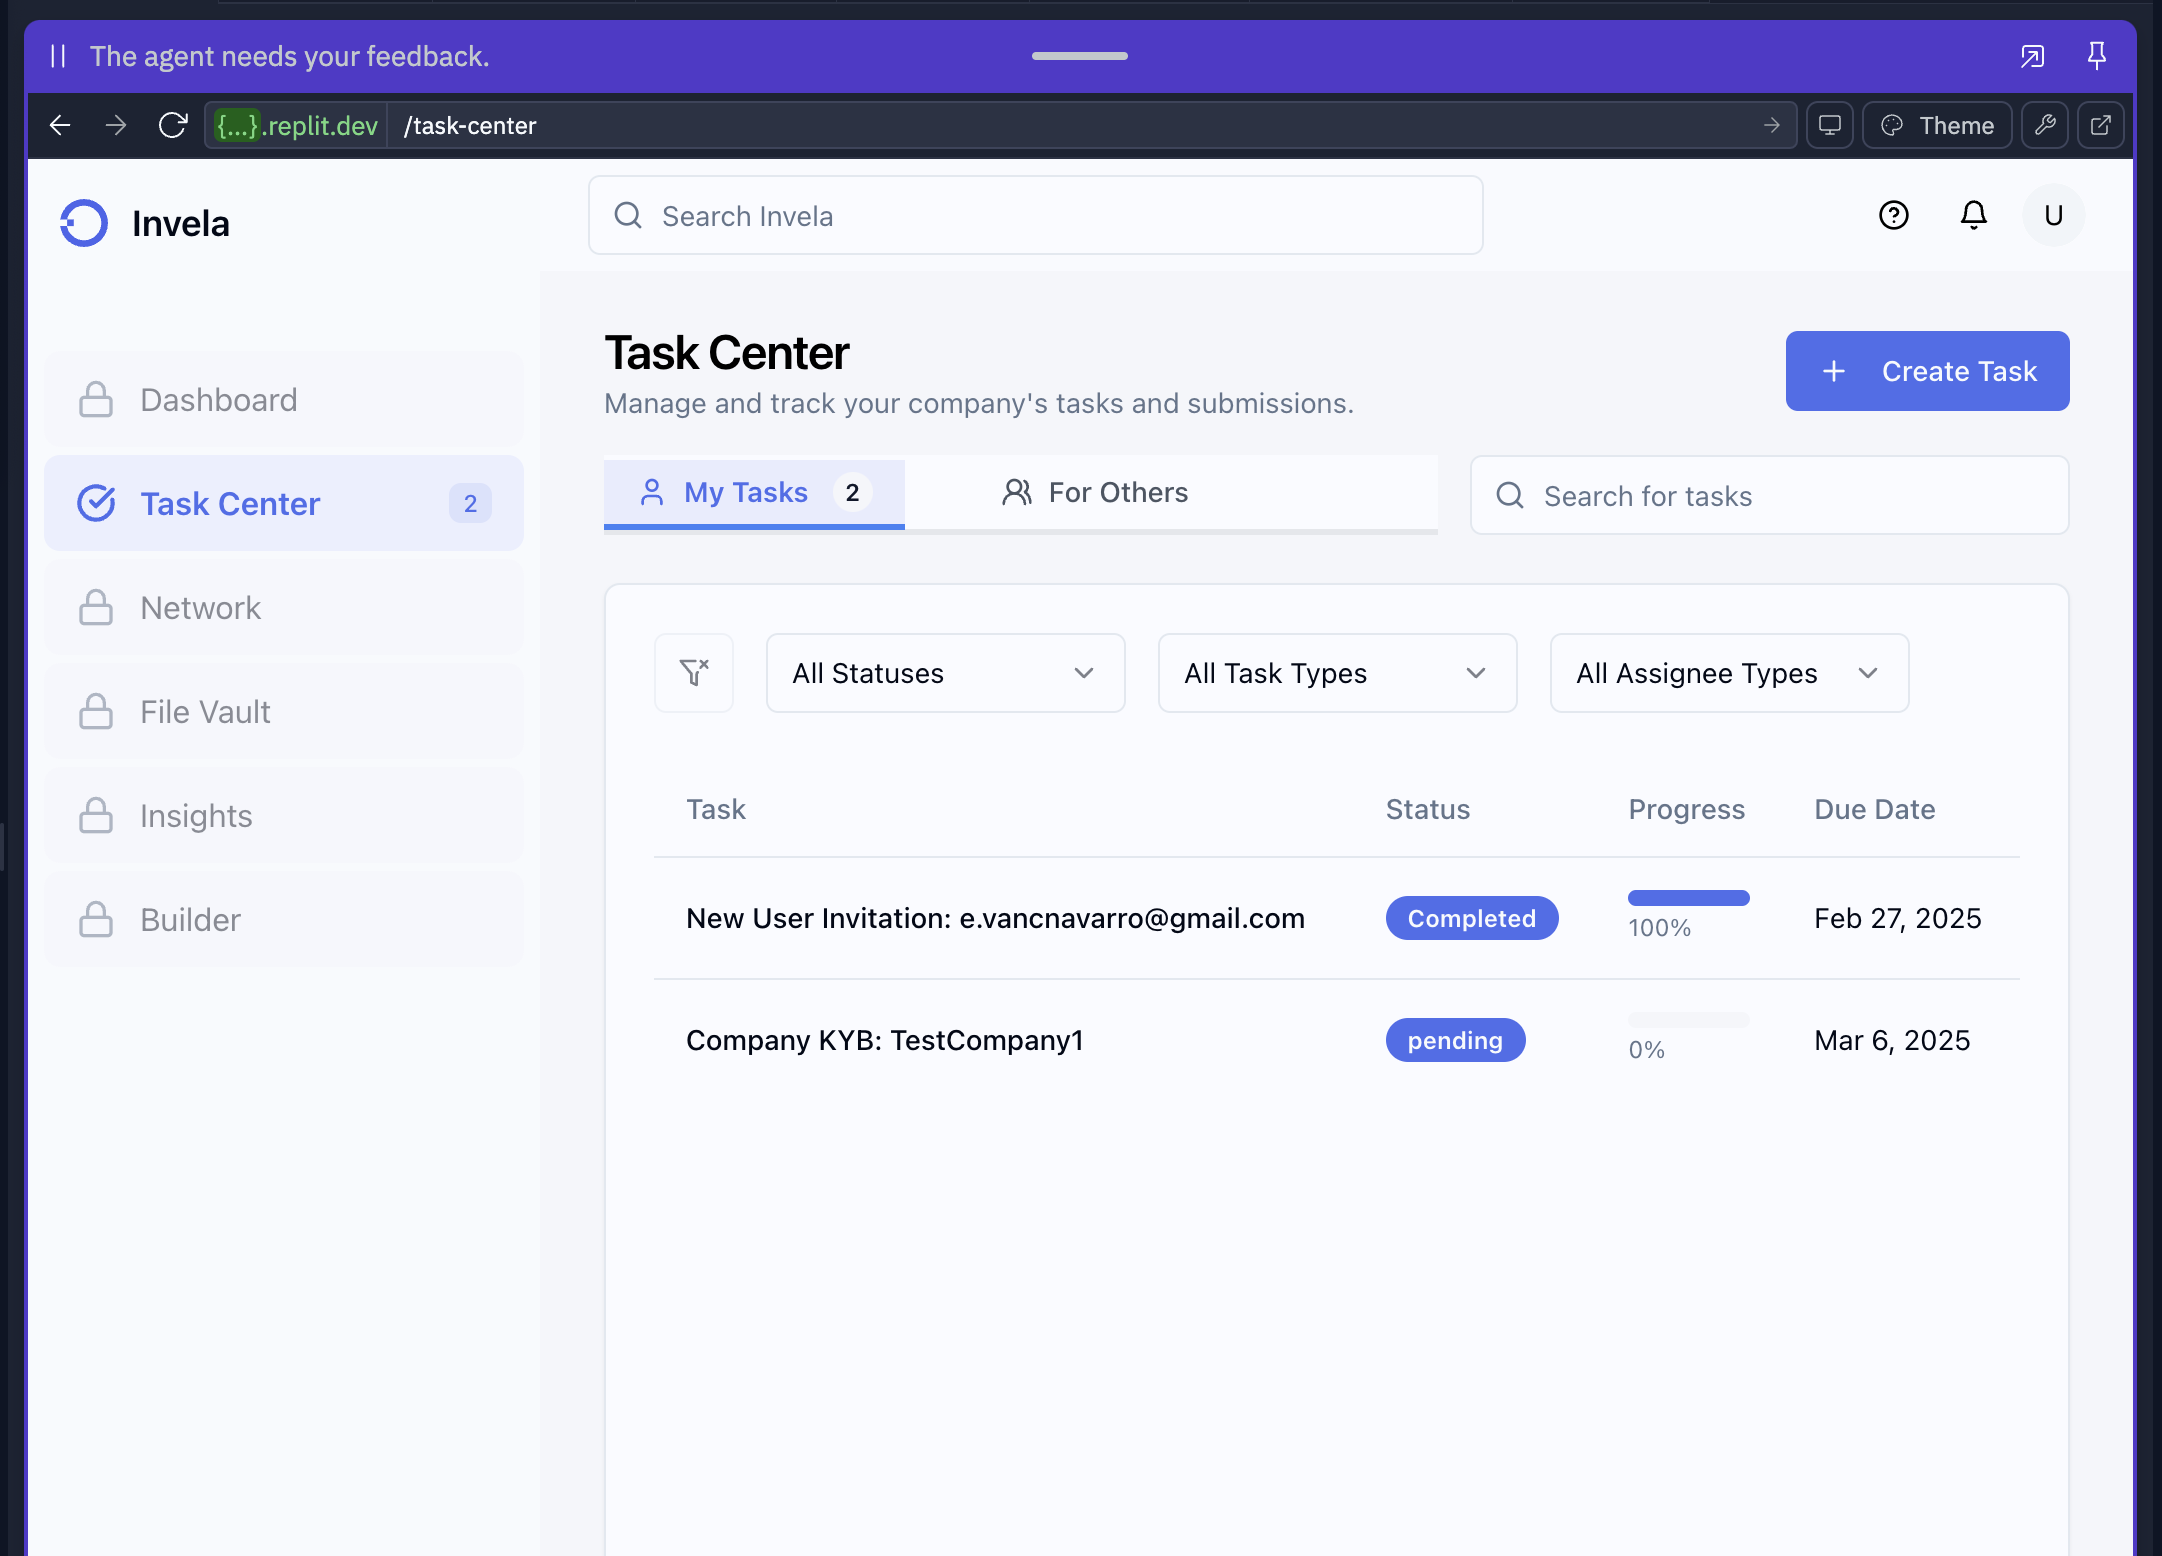 The agent needs your feedback.
{...}.replit.dev /task-center
Theme
Invela
Search Invela
U
Dashboard
Task Center 2
Network
File Vault
Insights
Builder
Task Center
Manage and track your company's tasks and submissions.
Create Task
My Tasks 2
For Others
Search for tasks
All Statuses
All Task Types
All Assignee Types
Task Status Progress Due Date
New User Invitation: e.vancnavarro@gmail.com Completed 100% Feb 27, 2025
Company KYB: TestCompany1 pending 0% Mar 6, 2025